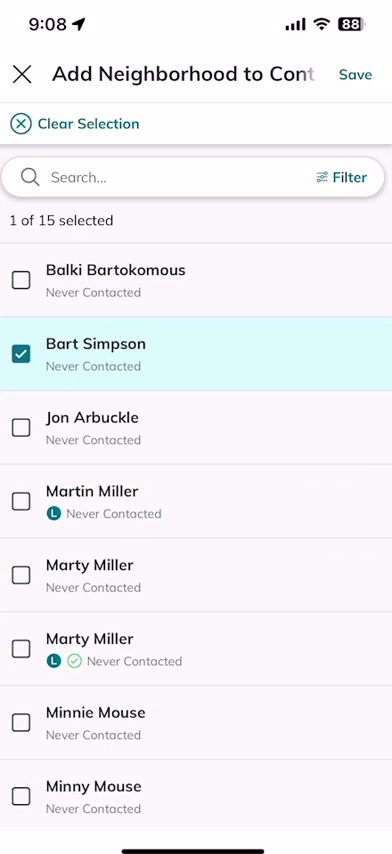 9:08
88
Add Neighborhood to Cont
Save
Clear Selection
Search...
Filter
1 of 15 selected
Balki Bartokomous
Never Contacted
Bart Simpson
Never Contacted
Jon Arbuckle
Never Contacted
Martin Miller
L Never Contacted
Marty Miller
Never Contacted
Marty Miller
L Never Contacted
Minnie Mouse
Never Contacted
Minny Mouse
Never Contacted